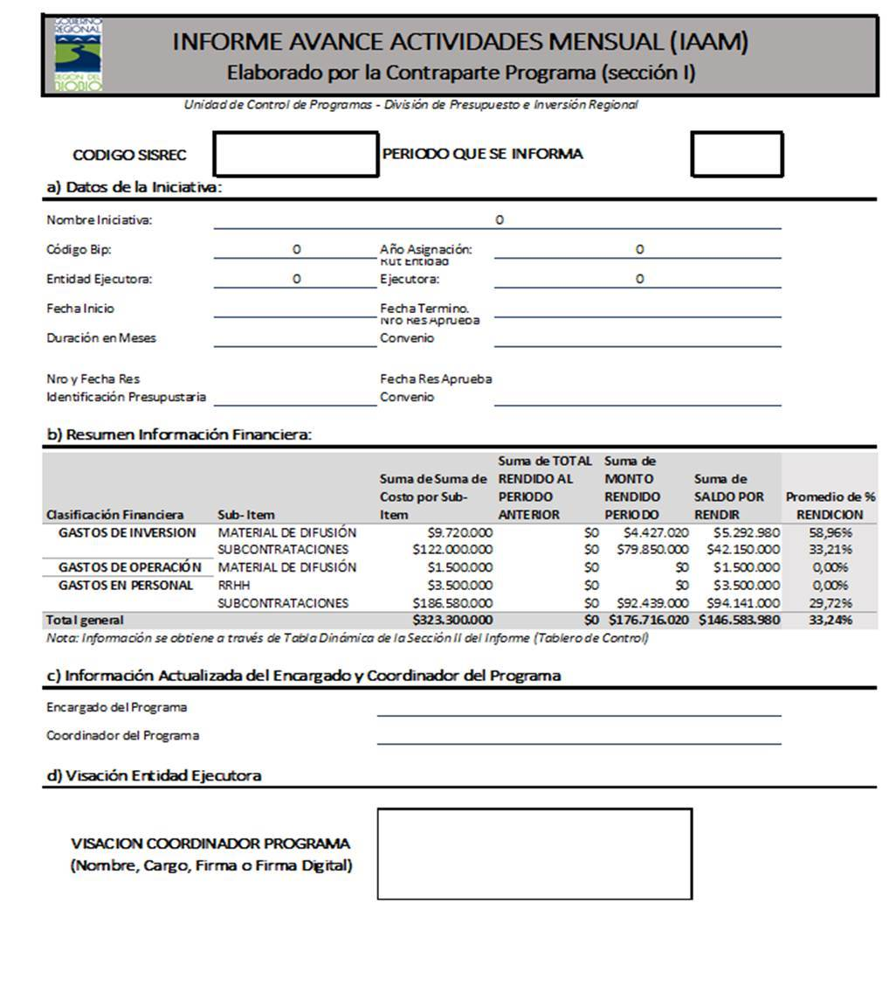 GOBIERNO
REGIONAL
REGION DEL
BIOBIO
INFORME AVANCE ACTIVIDADES MENSUAL (IAAM)
Elaborado por la Contraparte Programa (sección I)
Unidad de Control de Programas - División de Presupuesto e Inversión Regional
CODIGO SISREC PERIODO QUE SE INFORMA
a) Datos de la Iniciativa:
Nombre Iniciativa: 0
Código Bip: 0 Año Asignación: 0
Rut Entidad
Entidad Ejecutora: 0 Ejecutora: 0
Fecha Inicio Fecha Termino.
Nro Res Aprueba
Duración en Meses Convenio
Nro y Fecha Res Fecha Res Aprueba
Identificación Presupustaria Convenio
b) Resumen Información Financiera:
Suma de TOTAL Suma de
Suma de Suma de RENDIDO AL MONTO Suma de
Costo por Sub- PERIODO RENDIDO SALDO POR Promedio de %
Clasificación Financiera Sub- Item Item ANTERIOR PERIODO RENDIR RENDICION
GASTOS DE INVERSION MATERIAL DE DIFUSIÓN $9.720.000 $0 $4.427.020 $5.292.980 58,96%
SUBCONTRATACIONES $122.000.000 $0 $79.850.000 $42.150.000 33,21%
GASTOS DE OPERACIÓN MATERIAL DE DIFUSIÓN $1.500.000 $0 $0 $1.500.000 0,00%
GASTOS EN PERSONAL RRHH $3.500.000 $0 $0 $3.500.000 0,00%
SUBCONTRATACIONES $186.580.000 $0 $92.439.000 $94.141.000 29,72%
Total general $323.300.000 $0 $176.716.020 $146.583.980 33,24%
Nota: Información se obtiene a través de Tabla Dinámica de la Sección II del Informe (Tablero de Control)
c) Información Actualizada del Encargado y Coordinador del Programa
Encargado del Programa
Coordinador del Programa
d) Visación Entidad Ejecutora
VISACION COORDINADOR PROGRAMA
(Nombre, Cargo, Firma o Firma Digital)